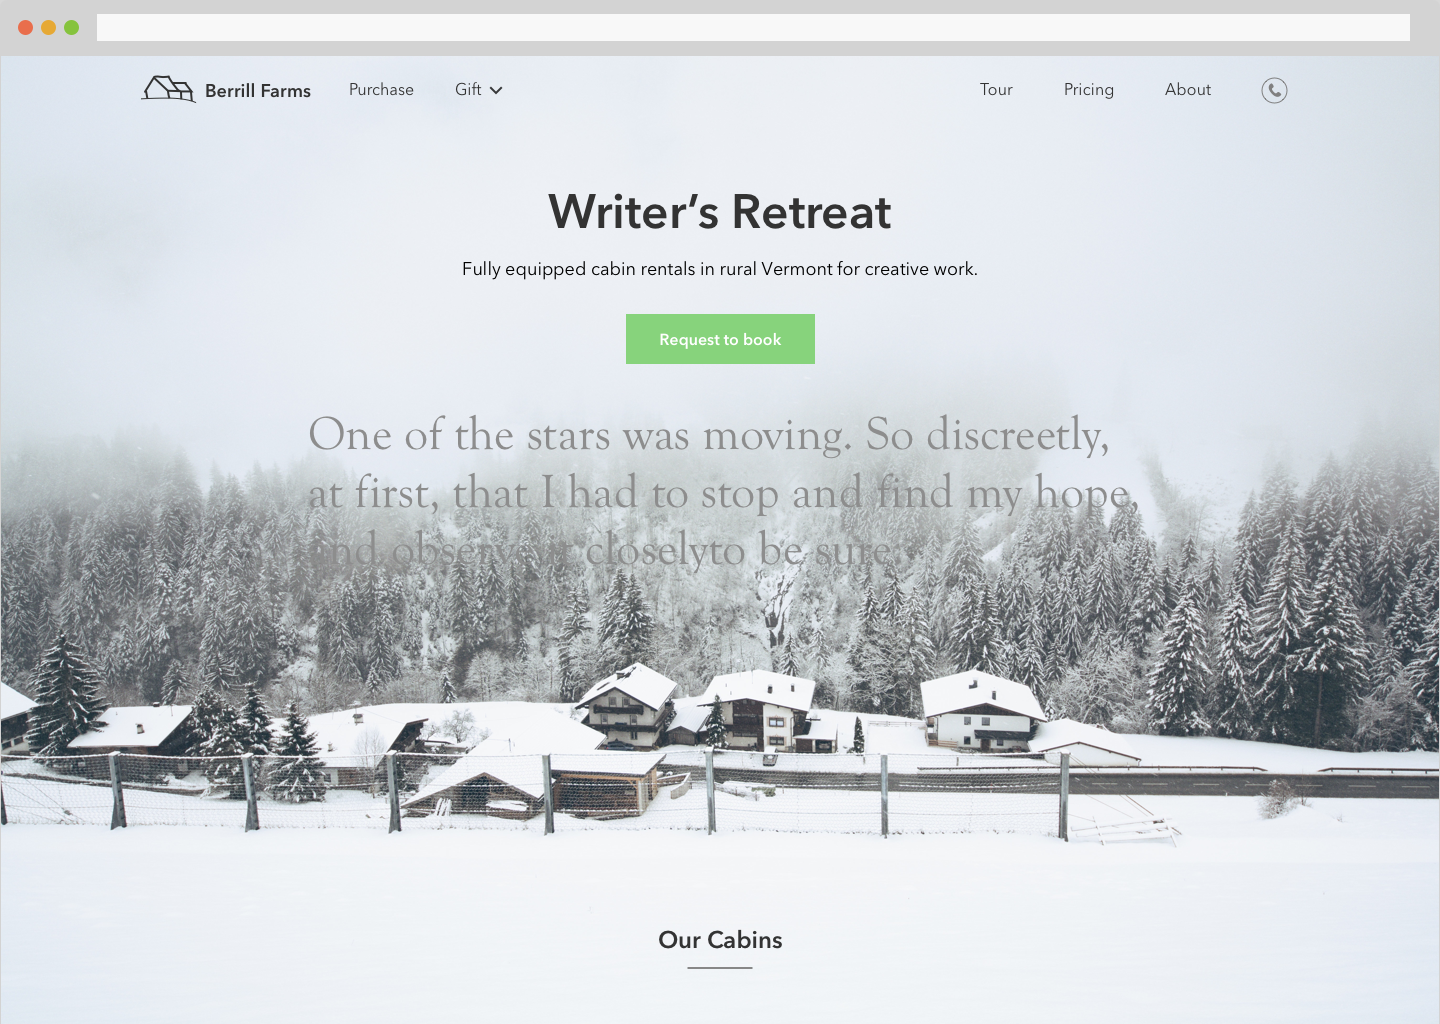 Berrill Farms Purchase Gift Tour Pricing About
Writer’s Retreat
Fully equipped cabin rentals in rural Vermont for creative work.
Request to book
One of the stars was moving. So discreetly,
at first, that I had to stop and find my hope,
and observe it closelyto be sure.
Our Cabins